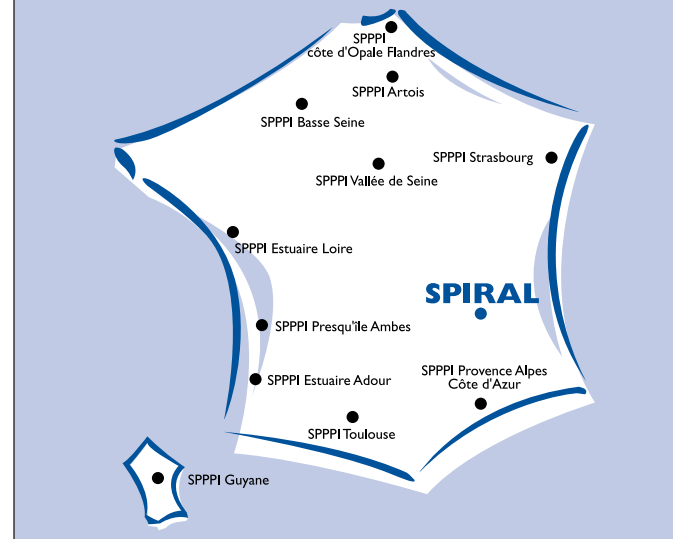 SPPPI
côte d'Opale Flandres
SPPPI Artois
SPPPI Basse Seine
SPPPI Strasbourg
SPPPI Vallée de Seine
SPPPI Estuaire Loire
SPIRAL
SPPPI Presqu'île Ambes
SPPPI Provence Alpes
Côte d'Azur
SPPPI Estuaire Adour
SPPPI Toulouse
SPPPI Guyane